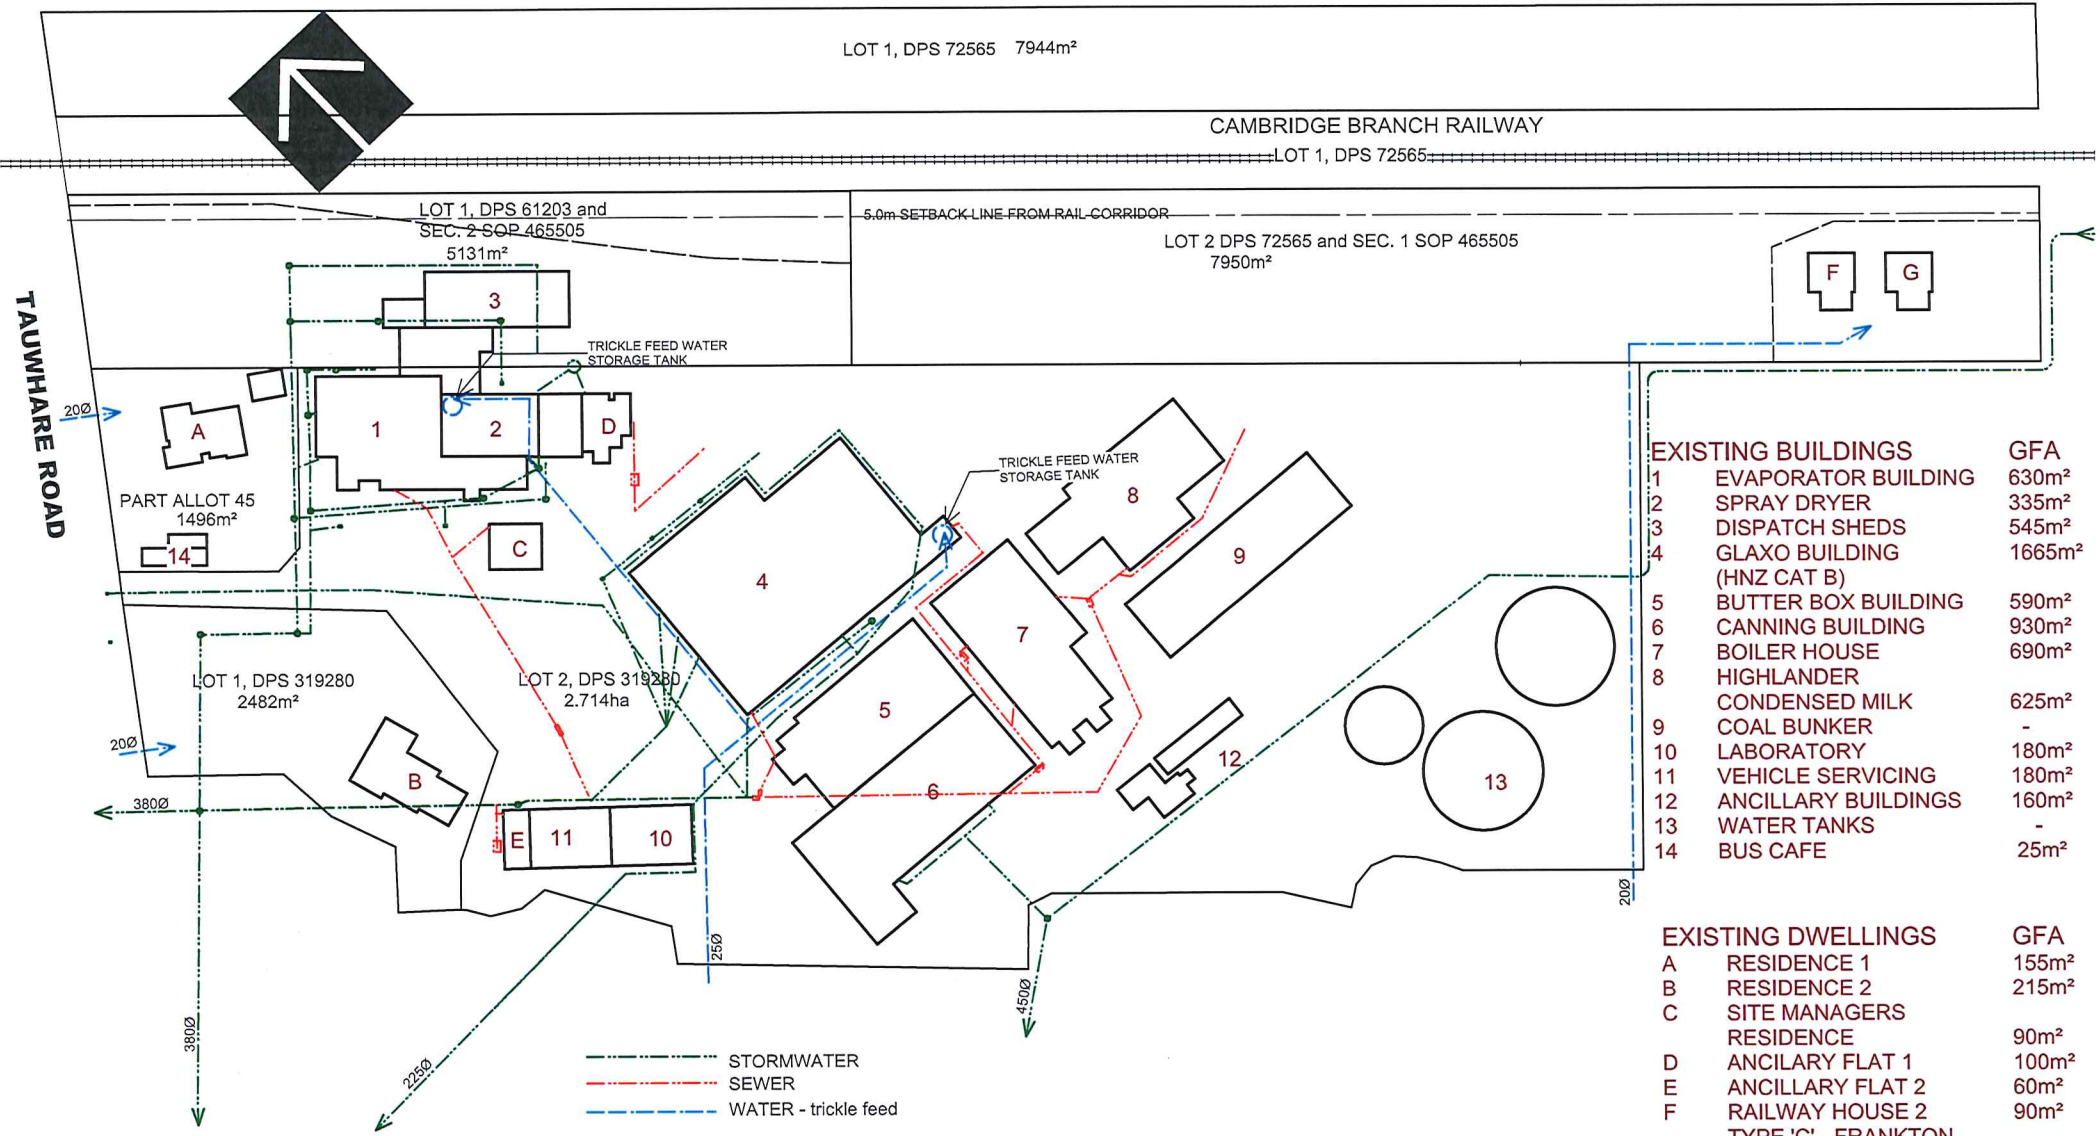 LOT 1, DPS 72565 7944m²
CAMBRIDGE BRANCH RAILWAY
LOT 1, DPS 72565
LOT 1, DPS 61203 and
SEC. 2 SOP 465505
5131m²
5.0m SETBACK LINE FROM RAIL CORRIDOR
LOT 2 DPS 72565 and SEC. 1 SOP 465505
7950m²
F
G
3
TAUWHARE ROAD
TRICKLE FEED WATER
STORAGE TANK
20Ø
A
1
2
D
TRICKLE FEED WATER
STORAGE TANK
PART ALLOT 45
1496m²
14
C
4
8
9
7
LOT 1, DPS 319280
2482m²
LOT 2, DPS 319280
2.714ha
5
20Ø
B
6
12
13
380Ø
E
11
10
20Ø
25Ø
450Ø
380Ø
225Ø
STORMWATER
SEWER
WATER - trickle feed
EXISTING BUILDINGS GFA
1 EVAPORATOR BUILDING 630m²
2 SPRAY DRYER 335m²
3 DISPATCH SHEDS 545m²
4 GLAXO BUILDING 1665m²
(HNZ CAT B)
5 BUTTER BOX BUILDING 590m²
6 CANNING BUILDING 930m²
7 BOILER HOUSE 690m²
8 HIGHLANDER
CONDENSED MILK 625m²
9 COAL BUNKER -
10 LABORATORY 180m²
11 VEHICLE SERVICING 180m²
12 ANCILLARY BUILDINGS 160m²
13 WATER TANKS -
14 BUS CAFE 25m²
EXISTING DWELLINGS GFA
A RESIDENCE 1 155m²
B RESIDENCE 2 215m²
C SITE MANAGERS
RESIDENCE 90m²
D ANCILARY FLAT 1 100m²
E ANCILLARY FLAT 2 60m²
F RAILWAY HOUSE 2 90m²
TYPE 'C' - FRANKTON